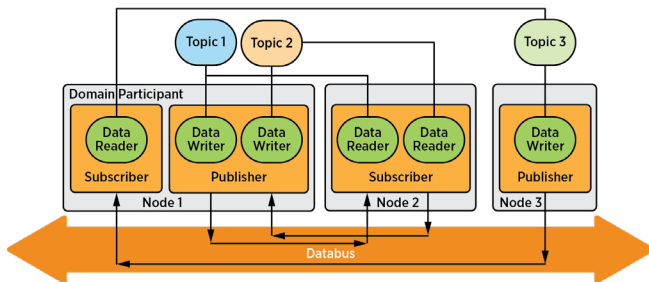 Topic 1
Topic 2
Topic 3
Domain Participant
Data
Reader
Data
Writer
Data
Writer
Data
Reader
Data
Reader
Data
Writer
Subscriber
Publisher
Subscriber
Publisher
Node 1
Node 2
Node 3
Databus